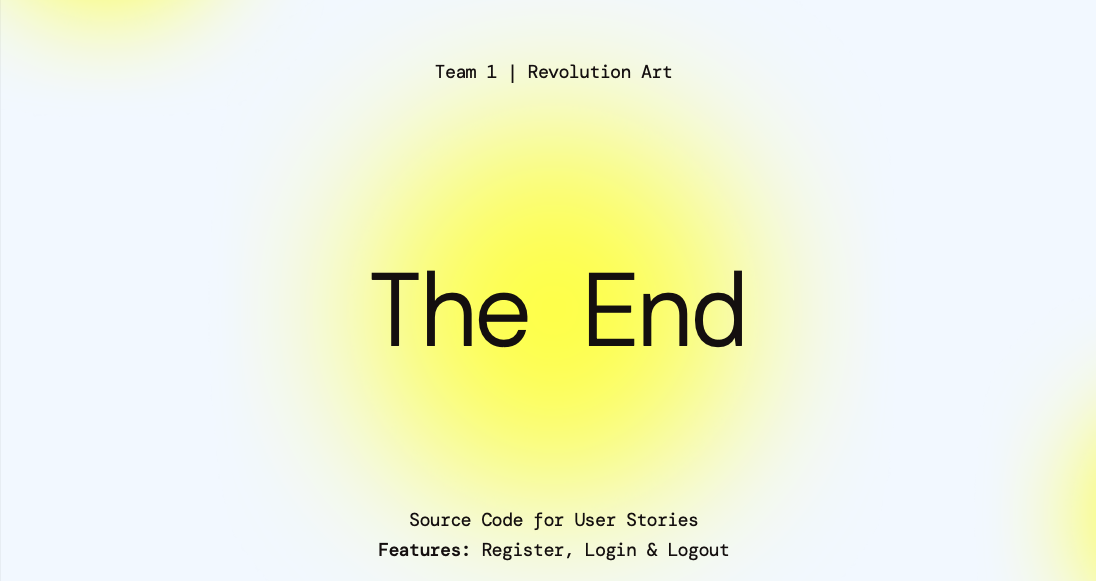 Team 1 | Revolution Art
The End
Source Code for User Stories
Features: Register, Login & Logout